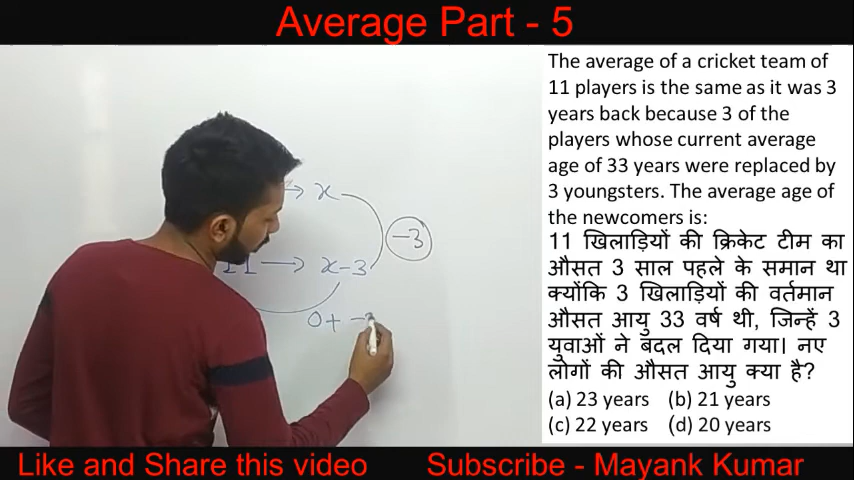 Average Part - 5
The average of a cricket team of
11 players is the same as it was 3
years back because 3 of the
players whose current average
age of 33 years were replaced by
3 youngsters. The average age of
the newcomers is:
11 खिलाड़ियों की क्रिकेट टीम का
औसत 3 साल पहले के समान था
क्योंकि 3 खिलाड़ियों की वर्तमान
औसत आयु 33 वर्ष थी, जिन्हें 3
युवाओं ने बदल दिया गया। नए
लोगों की औसत आयु क्या है?
(a) 23 years (b) 21 years
(c) 22 years (d) 20 years
→ x
-3
11 → x-3
0+ -
Like and Share this video Subscribe - Mayank Kumar